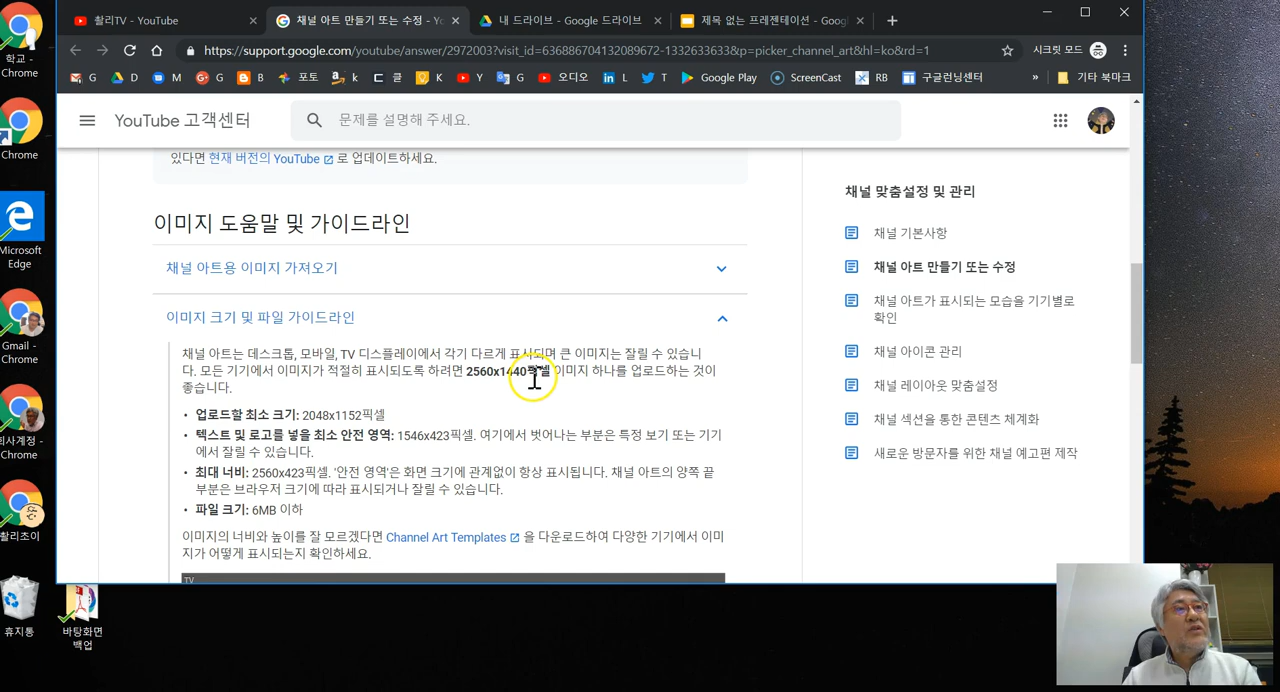 촬리TV - YouTube
채널 아트 만들기 또는 수정 - Yo
내 드라이브 - Google 드라이브
제목 없는 프레젠테이션 - Googl
https://support.google.com/youtube/answer/2972003?visit_id=636886704132089672-1332633633&p=picker_channel_art&hl=ko&rd=1
시크릿 모드
G D M G B 포토 k 글 K Y G 오디오 L T Google Play ScreenCast RB 구글런닝센터 » 기타 북마크
YouTube 고객센터
문제를 설명해 주세요.
있다면 현재 버전의 YouTube 로 업데이트하세요.
이미지 도움말 및 가이드라인
채널 아트용 이미지 가져오기
이미지 크기 및 파일 가이드라인
채널 아트는 데스크톱, 모바일, TV 디스플레이에서 각기 다르게 표시되며 큰 이미지는 잘릴 수 있습니
다. 모든 기기에서 이미지가 적절히 표시되도록 하려면 2560x1440픽셀 이미지 하나를 업로드하는 것이
좋습니다.
• 업로드할 최소 크기: 2048x1152픽셀
• 텍스트 및 로고를 넣을 최소 안전 영역: 1546x423픽셀. 여기에서 벗어나는 부분은 특정 보기 또는 기기
에서 잘릴 수 있습니다.
• 최대 너비: 2560x423픽셀. '안전 영역'은 화면 크기에 관계없이 항상 표시됩니다. 채널 아트의 양쪽 끝
부분은 브라우저 크기에 따라 표시되거나 잘릴 수 있습니다.
• 파일 크기: 6MB 이하
이미지의 너비와 높이를 잘 모르겠다면 Channel Art Templates 을 다운로드하여 다양한 기기에서 이미
지가 어떻게 표시되는지 확인하세요.
TV
채널 맞춤설정 및 관리
채널 기본사항
채널 아트 만들기 또는 수정
채널 아트가 표시되는 모습을 기기별로
확인
채널 아이콘 관리
채널 레이아웃 맞춤설정
채널 섹션을 통한 콘텐츠 체계화
새로운 방문자를 위한 채널 예고편 제작
학교 -
Chrome
Chrome
Microsoft
Edge
Gmail -
Chrome
회사계정 -
Chrome
촬리초이
휴지통
바탕화면
백업